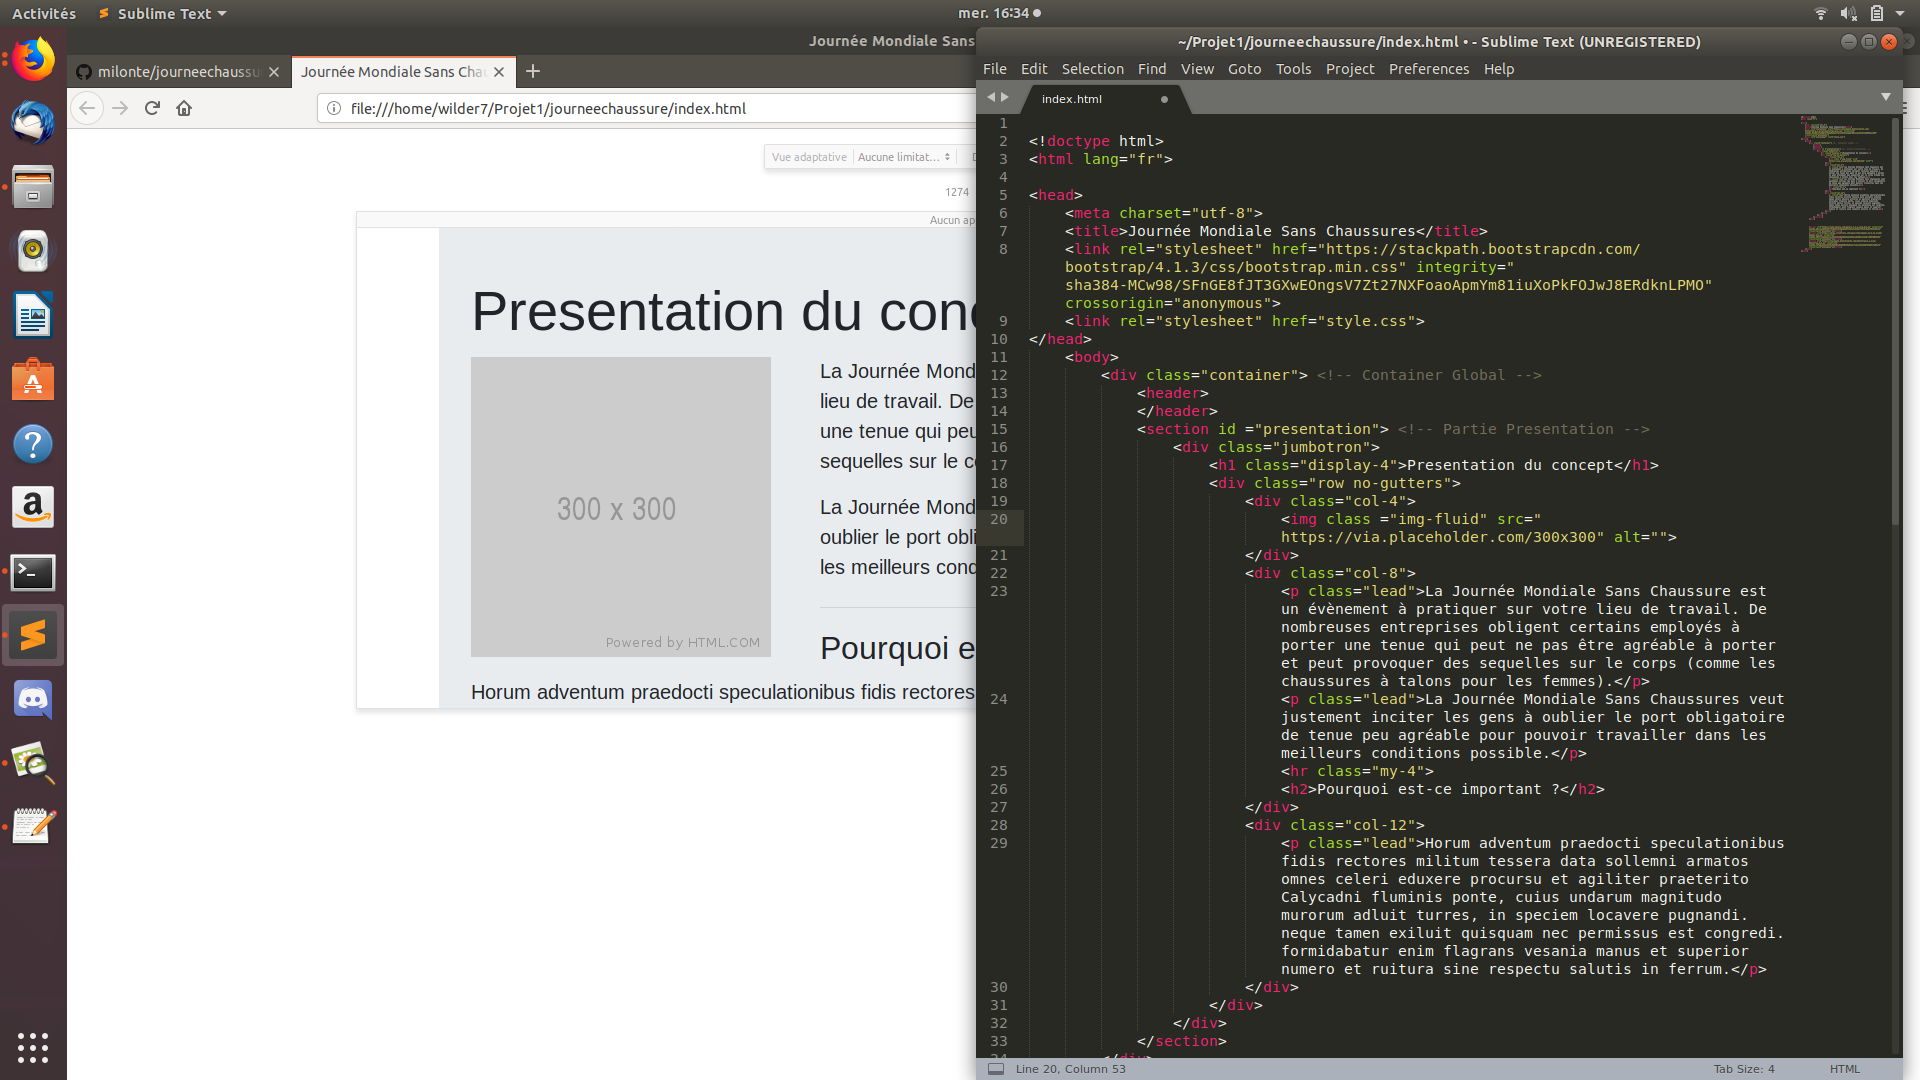 Activités
Sublime Text
mer. 16:34
Journée Mondiale Sans
milonte/journeechaussu
Journée Mondiale Sans Chau
file:///home/wilder7/Projet1/journeechaussure/index.html
Vue adaptative
Aucune limitat...
1274
Aucun ap
Presentation du conc
300 x 300
Powered by HTML.COM
La Journée Mond
lieu de travail. De
une tenue qui peu
sequelles sur le co
La Journée Mond
oublier le port obli
les meilleurs cond
Pourquoi e
Horum adventum praedocti speculationibus fidis rectores
~/Projet1/journeechaussure/index.html • - Sublime Text (UNREGISTERED)
File Edit Selection Find View Goto Tools Project Preferences Help
index.html
1
2 <!doctype html>
3 <html lang="fr">
4
5 <head>
6 <meta charset="utf-8">
7 <title>Journée Mondiale Sans Chaussures</title>
8 <link rel="stylesheet" href="https://stackpath.bootstrapcdn.com/
bootstrap/4.1.3/css/bootstrap.min.css" integrity="
sha384-MCw98/SFnGE8fJT3GXwEOngsV7Zt27NXFoaoApmYm81iuXoPkFOJwJ8ERdknLPMO"
crossorigin="anonymous">
9 <link rel="stylesheet" href="style.css">
10 </head>
11 <body>
12 <div class="container"> <!-- Container Global -->
13 <header>
14 </header>
15 <section id ="presentation"> <!-- Partie Presentation -->
16 <div class="jumbotron">
17 <h1 class="display-4">Presentation du concept</h1>
18 <div class="row no-gutters">
19 <div class="col-4">
20 <img class ="img-fluid" src="
https://via.placeholder.com/300x300" alt="">
21 </div>
22 <div class="col-8">
23 <p class="lead">La Journée Mondiale Sans Chaussure est
un évènement à pratiquer sur votre lieu de travail. De
nombreuses entreprises obligent certains employés à
porter une tenue qui peut ne pas être agréable à porter
et peut provoquer des sequelles sur le corps (comme les
chaussures à talons pour les femmes).</p>
24 <p class="lead">La Journée Mondiale Sans Chaussures veut
justement inciter les gens à oublier le port obligatoire
de tenue peu agréable pour pouvoir travailler dans les
meilleurs conditions possible.</p>
25 <hr class="my-4">
26 <h2>Pourquoi est-ce important ?</h2>
27 </div>
28 <div class="col-12">
29 <p class="lead">Horum adventum praedocti speculationibus
fidis rectores militum tessera data sollemni armatos
omnes celeri eduxere procursu et agiliter praeterito
Calycadni fluminis ponte, cuius undarum magnitudo
murorum adluit turres, in speciem locavere pugnandi.
neque tamen exiluit quisquam nec permissus est congredi.
formidabatur enim flagrans vesania manus et superior
numero et ruitura sine respectu salutis in ferrum.</p>
30 </div>
31 </div>
32 </div>
33 </section>
34 </div>
Line 20, Column 53
Tab Size: 4
HTML